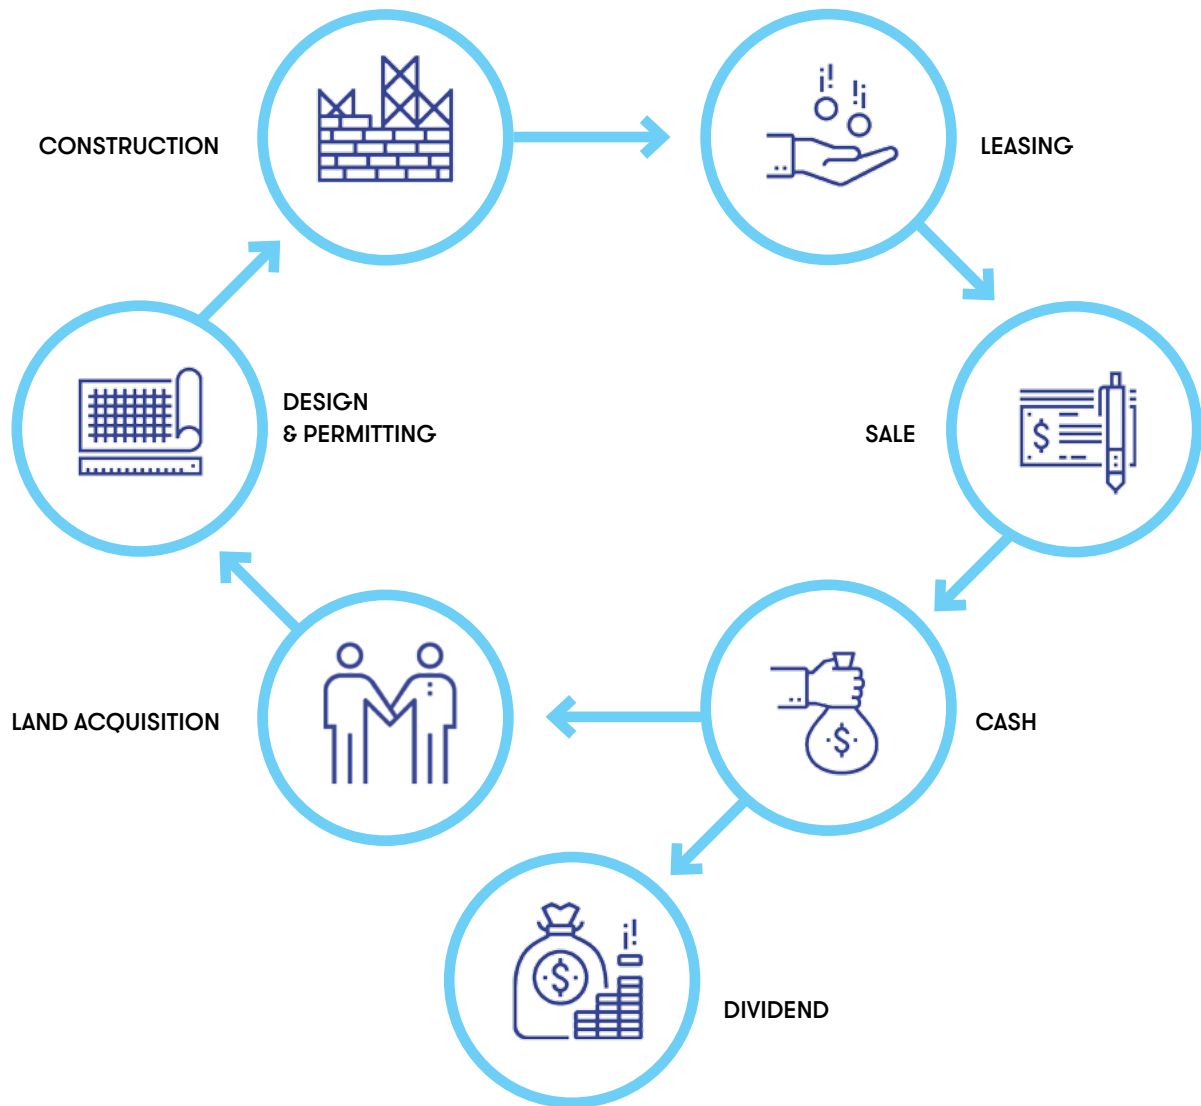 CONSTRUCTION
LEASING
DESIGN
& PERMITTING
SALE
LAND ACQUISITION
CASH
DIVIDEND